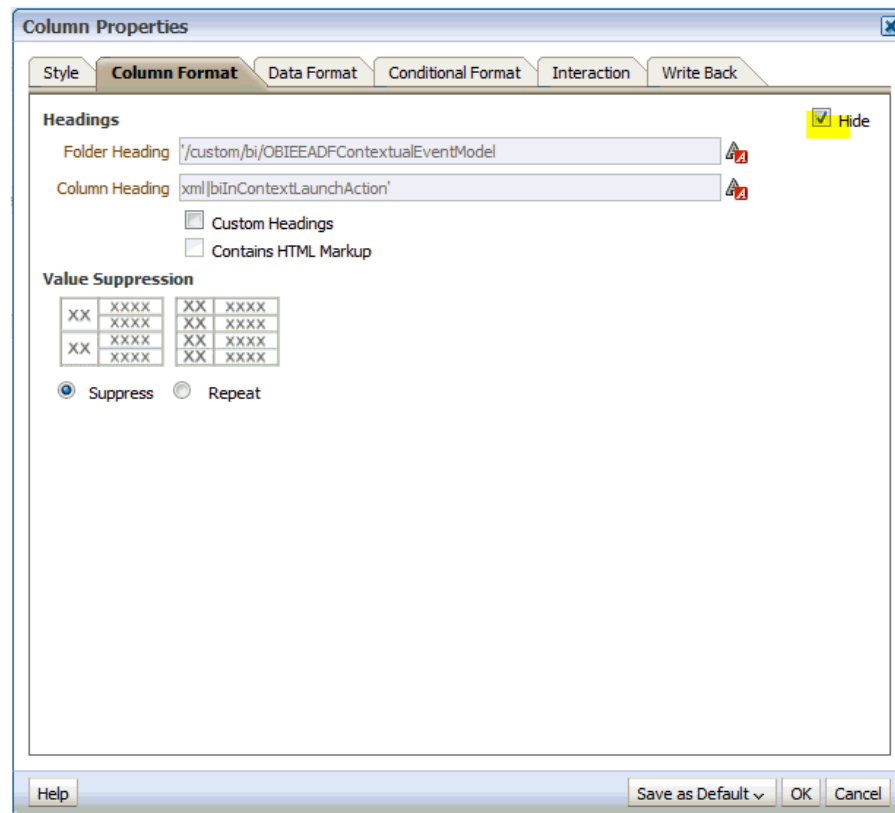 Column Properties
Style Column Format Data Format Conditional Format Interaction Write Back
Headings Hide
Folder Heading '/custom/bi/OBIEEADFContextualEventModel
Column Heading xml|biInContextLaunchAction'
Custom Headings
Contains HTML Markup
Value Suppression
XX XXXX XX XXXX
XXXX XX XXXX
XX XXXX XX XXXX
XXXX XX XXXX
Suppress Repeat
Help Save as Default OK Cancel